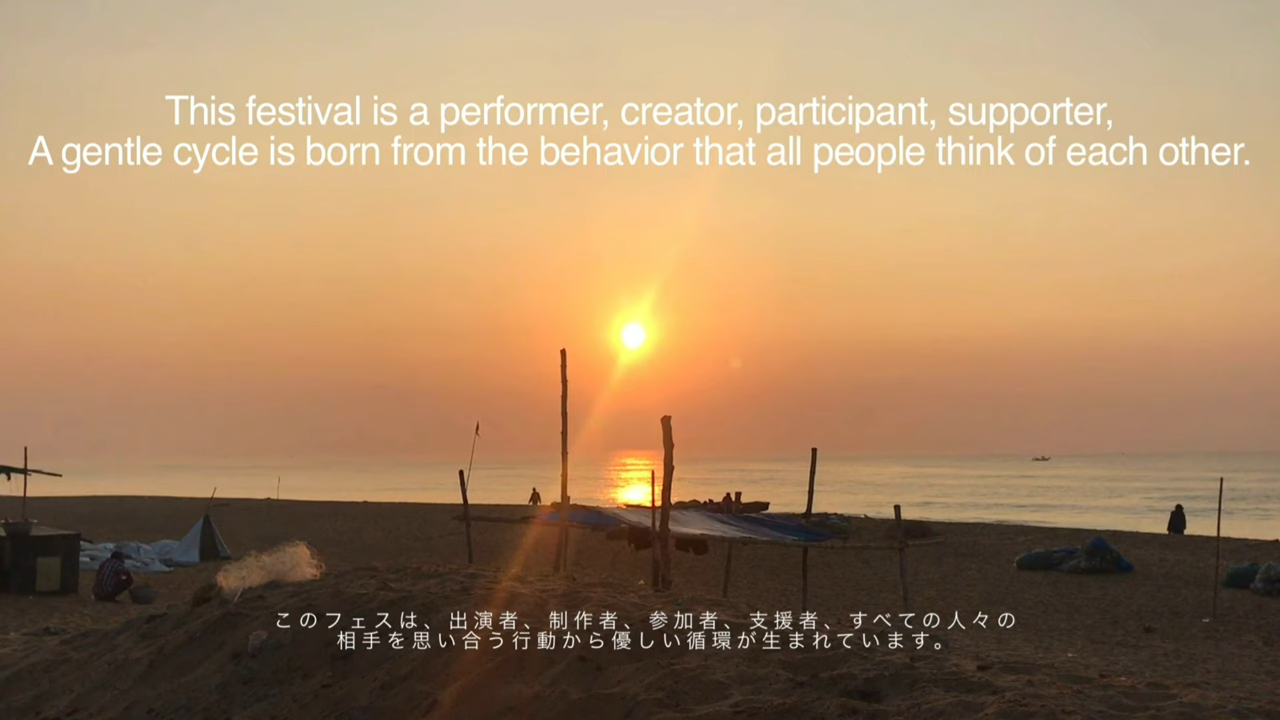 This festival is a performer, creator, participant, supporter,
A gentle cycle is born from the behavior that all people think of each other.
このフェスは、出演者、制作者、参加者、支援者、すべての人々の
相手を思い合う行動から優しい循環が生まれています。